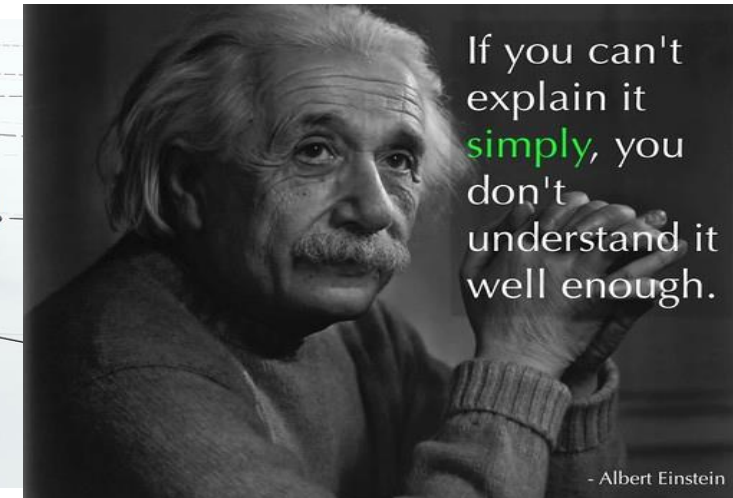 If you can't
explain it
simply, you
don't
understand it
well enough.
- Albert Einstein